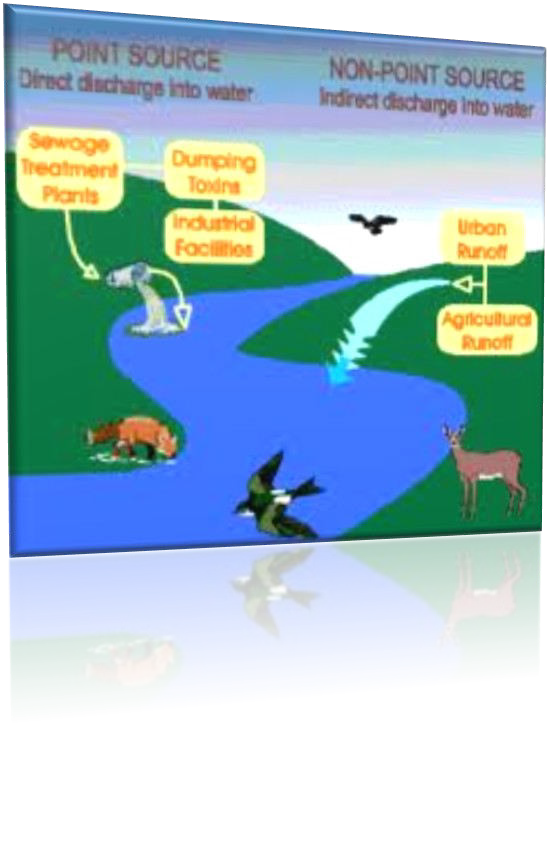 POINT SOURCE
Direct discharge into water
NON-POINT SOURCE
Indirect discharge into water
Sewage
Treatment
Plants
Dumping
Toxins
Industrial
Facilities
Urban
Runoff
Agricultural
Runoff